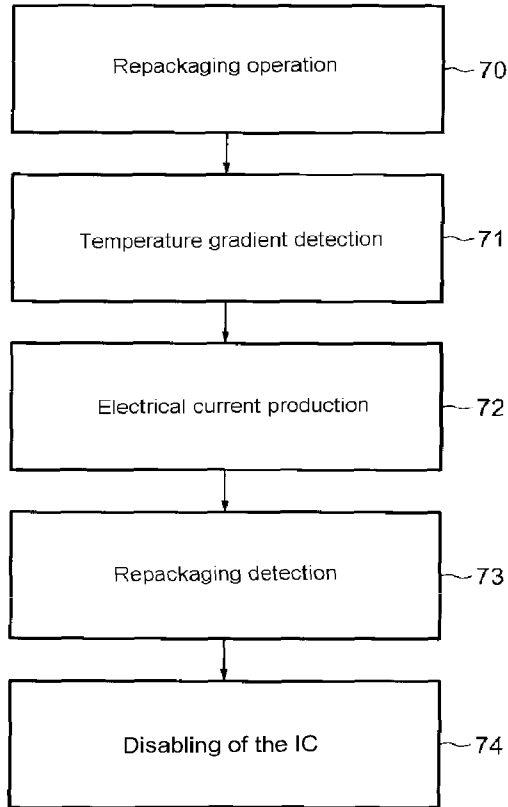 Repackaging operation
70
Temperature gradient detection
71
Electrical current production
72
Repackaging detection
73
Disabling of the IC
74